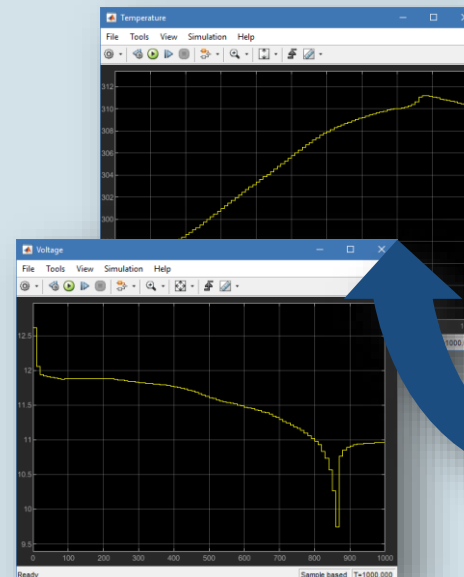 Temperature
File Tools View Simulation Help
312
310
308
306
304
302
300
Voltage
File Tools View Simulation Help
12.5
12
11.5
11
10.5
10
9.5
0 100 200 300 400 500 600 700 800 900 1000
Ready Sample based T=1000.000